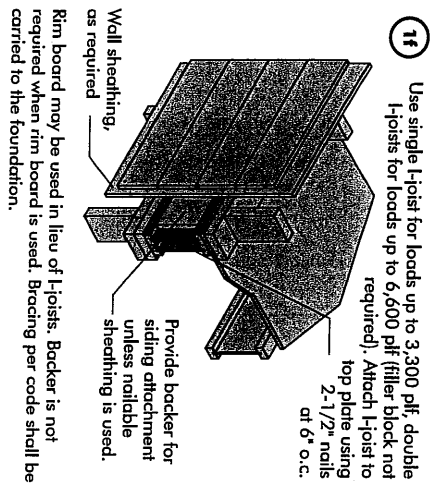 1f
Use single I-joist for loads up to 3,300 plf, double
I-joists for loads up to 6,600 plf (filler block not
required). Attach I-joist to
top plate using
2-1/2" nails
at 6" o.c.
Wall sheathing,
as required
Provide backer for
siding attachment
unless nailable
sheathing is used.
Rim board may be used in lieu of I-joists. Backer is not
required when rim board is used. Bracing per code shall be
carried to the foundation.